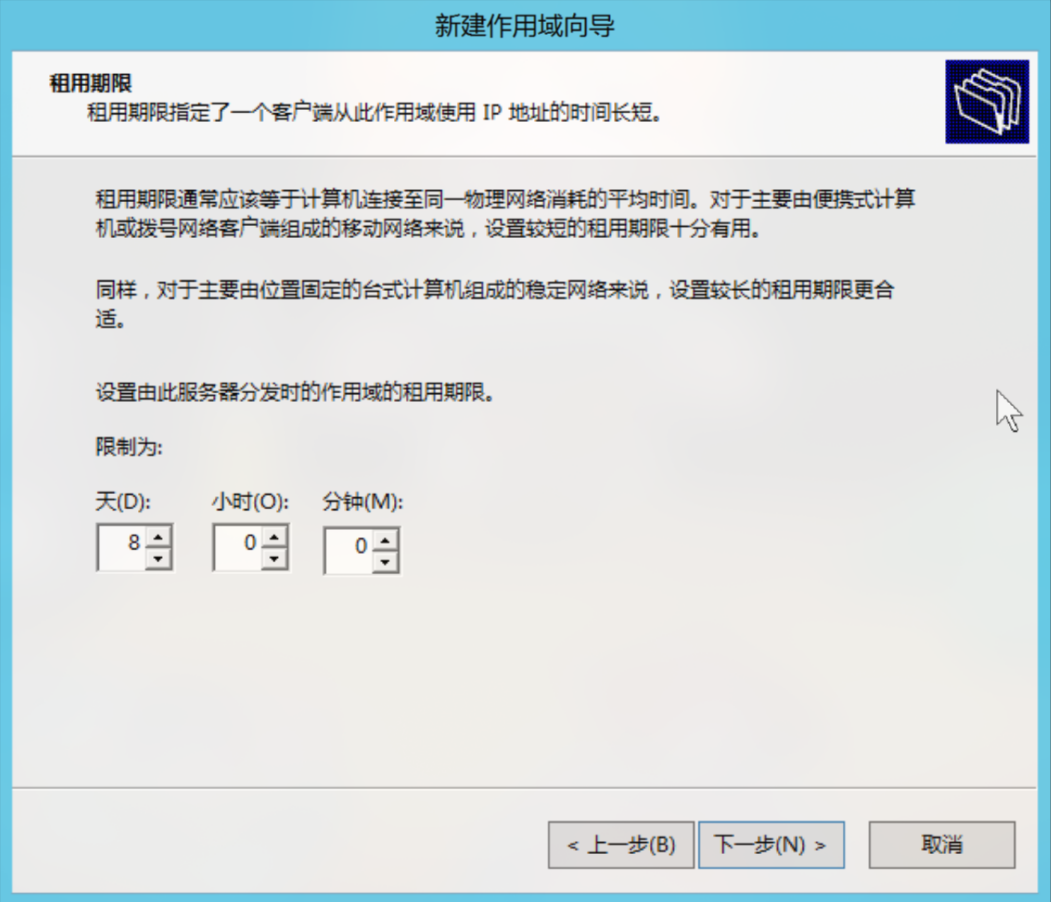 新建作用域向导
租用期限
租用期限指定了一个客户端从此作用域使用 IP 地址的时间长短。
租用期限通常应该等于计算机连接至同一物理网络消耗的平均时间。对于主要由便携式计算
机或拨号网络客户端组成的移动网络来说，设置较短的租用期限十分有用。
同样，对于主要由位置固定的台式计算机组成的稳定网络来说，设置较长的租用期限更合
适。
设置由此服务器分发时的作用域的租用期限。
限制为:
天(D): 小时(O): 分钟(M):
8 0 0
< 上一步(B) 下一步(N) > 取消